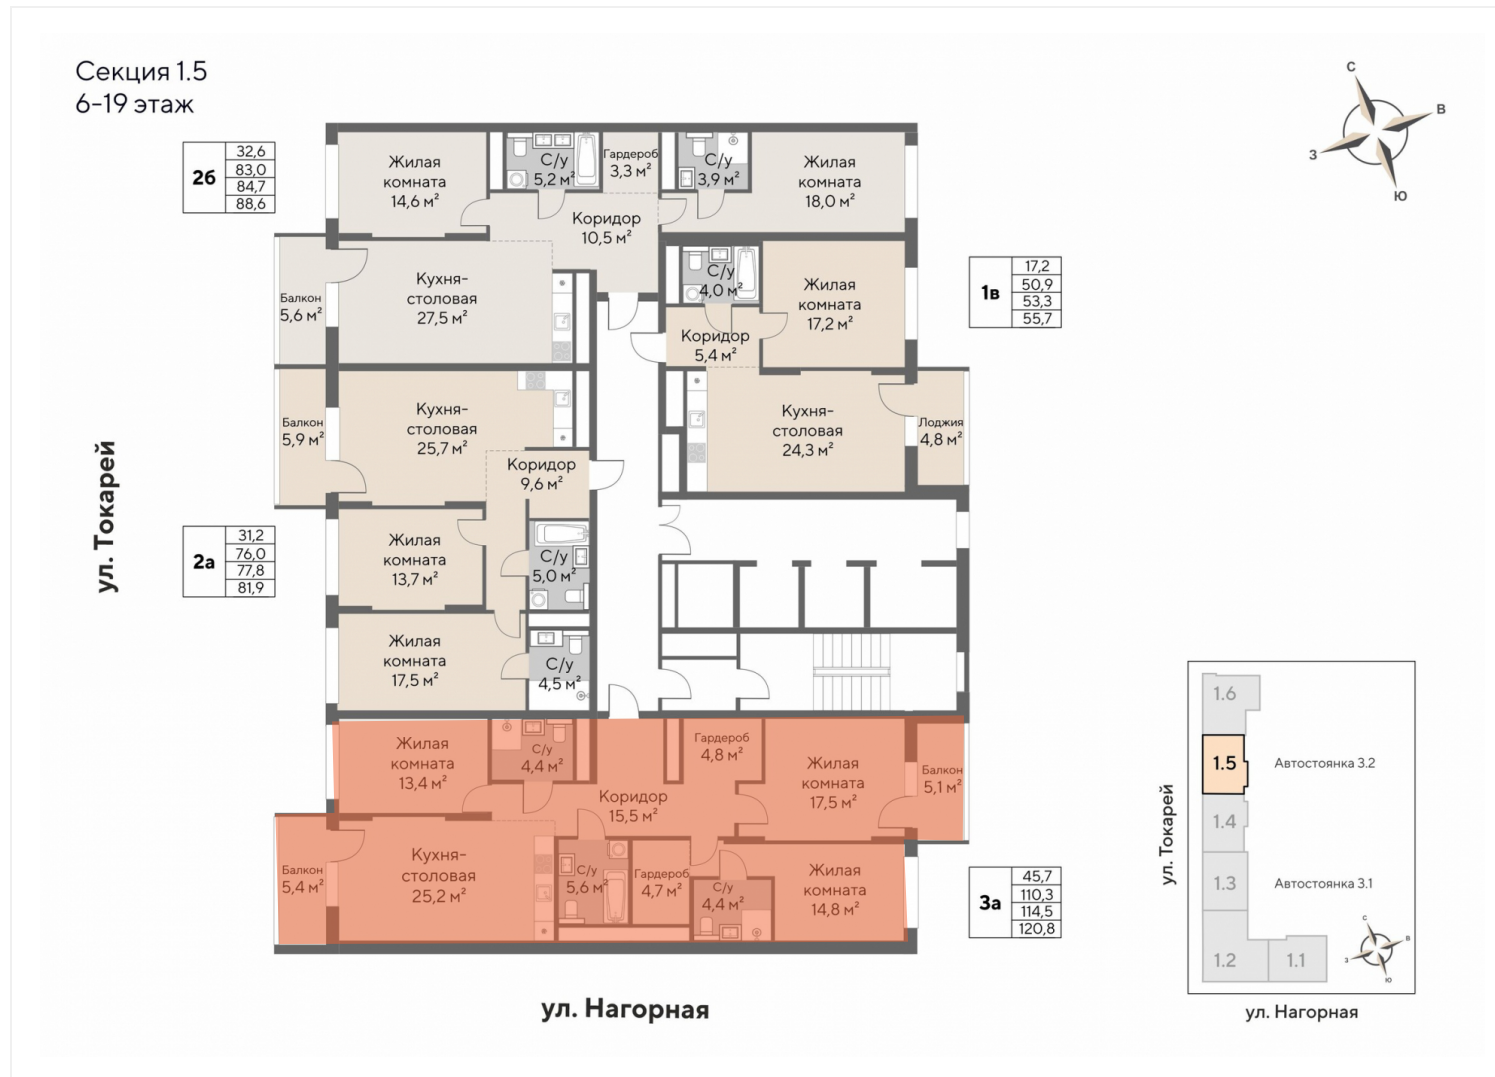 Секция 1.5
6-19 этаж
С
В
З
Ю
2б
32,6
83,0
84,7
88,6
Жилая
комната
14,6 м²
С/у
5,2 м²
Гардероб
3,3 м²
С/у
3,9 м²
Жилая
комната
18,0 м²
Коридор
10,5 м²
Балкон
5,6 м²
Кухня-
столовая
27,5 м²
С/у
4,0 м²
Жилая
комната
17,2 м²
1в
17,2
50,9
53,3
55,7
Коридор
5,4 м²
Балкон
5,9 м²
Кухня-
столовая
25,7 м²
Кухня-
столовая
24,3 м²
Лоджия
4,8 м²
Коридор
9,6 м²
ул. Токарей
2а
31,2
76,0
77,8
81,9
Жилая
комната
13,7 м²
С/у
5,0 м²
Жилая
комната
17,5 м²
С/у
4,5 м²
Жилая
комната
13,4 м²
С/у
4,4 м²
Гардероб
4,8 м²
Жилая
комната
17,5 м²
Балкон
5,1 м²
Коридор
15,5 м²
Балкон
5,4 м²
Кухня-
столовая
25,2 м²
С/у
5,6 м²
Гардероб
4,7 м²
С/у
4,4 м²
Жилая
комната
14,8 м²
3а
45,7
110,3
114,5
120,8
ул. Нагорная
1.6
1.5
Автостоянка 3.2
1.4
1.3
Автостоянка 3.1
1.2
1.1
С
В
З
Ю
ул. Токарей
ул. Нагорная